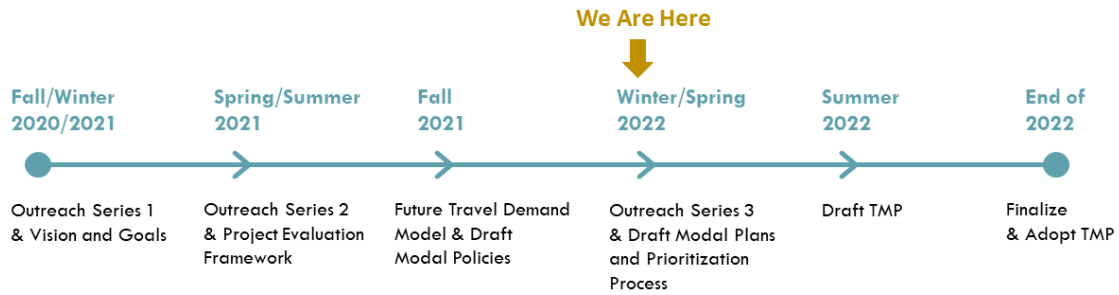 We Are Here
Fall/Winter
2020/2021
Spring/Summer
2021
Fall
2021
Winter/Spring
2022
Summer
2022
End of
2022
Outreach Series 1
& Vision and Goals
Outreach Series 2
& Project Evaluation
Framework
Future Travel Demand
Model & Draft
Modal Policies
Outreach Series 3
& Draft Modal Plans
and Prioritization
Process
Draft TMP
Finalize
& Adopt TMP